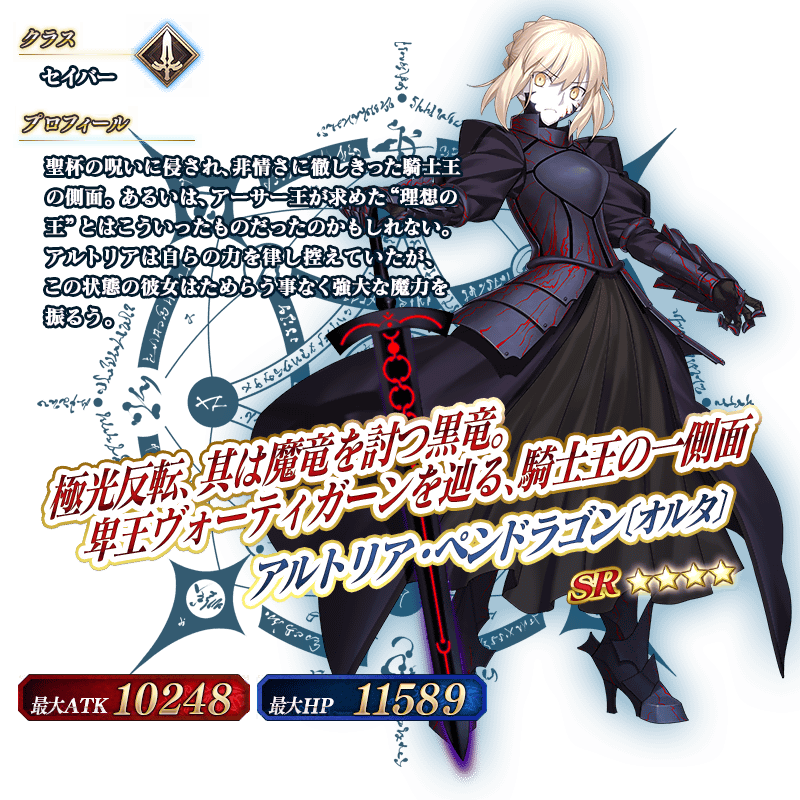 クラス
セイバー
プロフィール
聖杯の呪いに侵され、非情さに徹しきった騎士王
の側面。あるいは、アーサー王が求めた“理想の
王”とはこういったものだったのかもしれない。
アルトリアは自らの力を律し控えていたが、
この状態の彼女はためらう事なく強大な魔力を
振るう。
極光反転、其は魔竜を討つ黒竜。
卑王ヴォーティガーンを辿る、騎士王の一側面
アルトリア・ペンドラゴン〔オルタ〕
SR ★★★★
最大ATK 10248
最大HP 11589